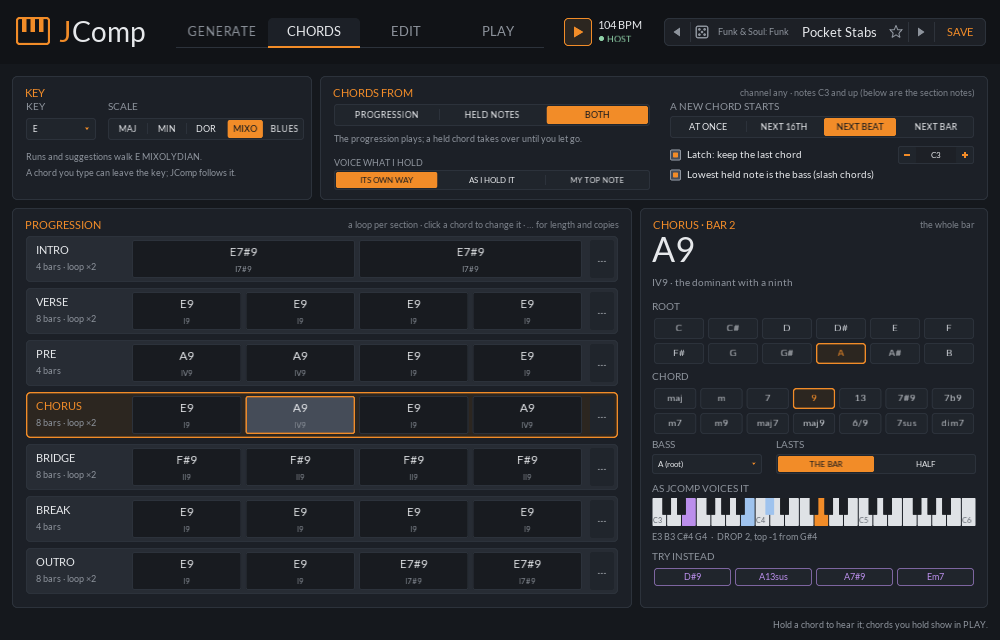 JComp
GENERATE CHORDS EDIT PLAY
104 BPM
HOST
Funk & Soul: Funk Pocket Stabs SAVE
KEY
KEY SCALE
E MAJ MIN DOR MIXO BLUES
Runs and suggestions walk E MIXOLYDIAN.
A chord you type can leave the key; JComp follows it.
CHORDS FROM channel any · notes C3 and up (below are the section notes)
PROGRESSION HELD NOTES BOTH
The progression plays; a held chord takes over until you let go.
VOICE WHAT I HOLD
ITS OWN WAY AS I HOLD IT MY TOP NOTE
A NEW CHORD STARTS
AT ONCE NEXT 16TH NEXT BEAT NEXT BAR
Latch: keep the last chord − C3 +
Lowest held note is the bass (slash chords)
PROGRESSION a loop per section · click a chord to change it · ... for length and copies
INTRO E7#9 E7#9 ...
4 bars · loop ×2 I7#9 I7#9
VERSE E9 E9 E9 E9 ...
8 bars · loop ×2 I9 I9 I9 I9
PRE A9 A9 E9 E9 ...
4 bars IV9 IV9 I9 I9
CHORUS E9 A9 E9 A9 ...
8 bars · loop ×2 I9 IV9 I9 IV9
BRIDGE F#9 F#9 F#9 F#9 ...
8 bars · loop ×2 II9 II9 II9 II9
BREAK E9 E9 E9 E9 ...
4 bars I9 I9 I9 I9
OUTRO E9 E9 E7#9 E7#9 ...
8 bars · loop ×2 I9 I9 I7#9 I7#9
CHORUS · BAR 2 the whole bar
A9
IV9 · the dominant with a ninth
ROOT
C C# D D# E F
F# G G# A A# B
CHORD
maj m 7 9 13 7#9 7b9
m7 m9 maj7 maj9 6/9 7sus dim7
BASS LASTS
A (root) THE BAR HALF
AS JCOMP VOICES IT
C3 C4 C5 C6
E3 B3 C#4 G4 · DROP 2, top -1 from G#4
TRY INSTEAD
D#9 A13sus A7#9 Em7
Hold a chord to hear it; chords you hold show in PLAY.